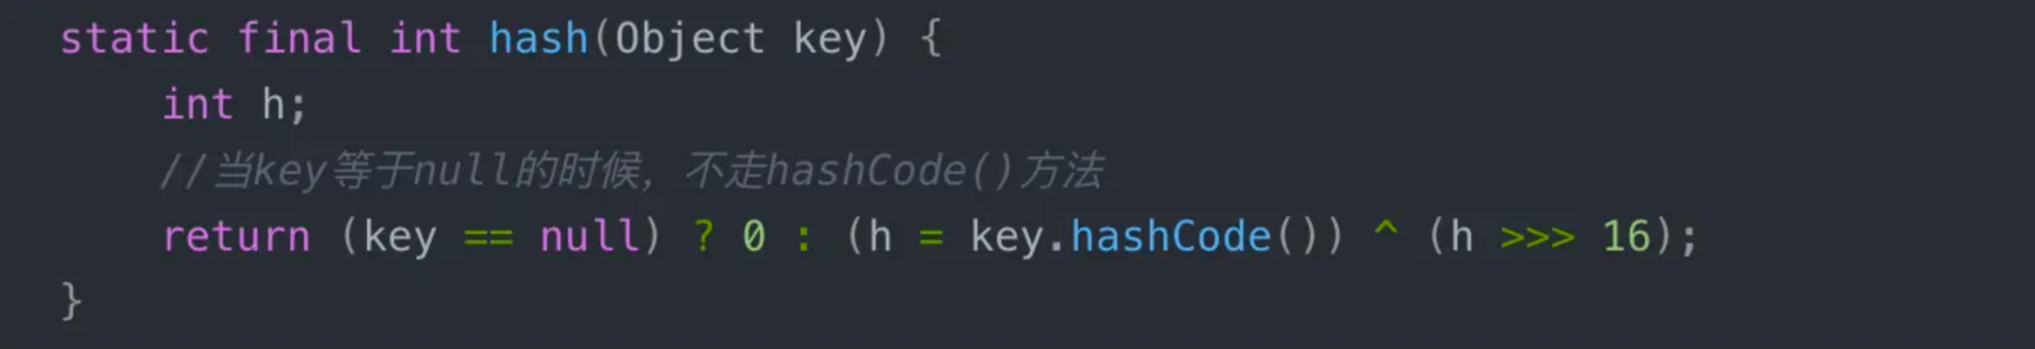 static final int hash(Object key) {
    int h;
    //当key等于null的时候，不走hashCode()方法
    return (key == null) ? 0 : (h = key.hashCode()) ^ (h >>> 16);
}